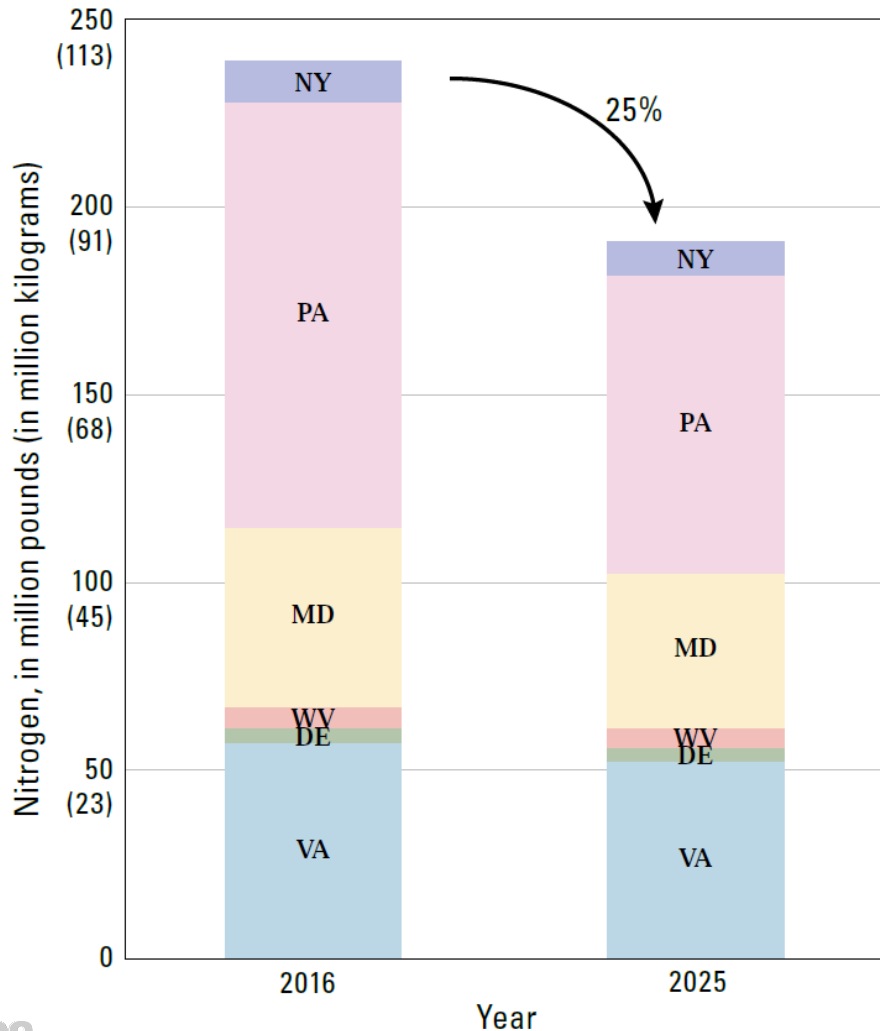 250
(113)
200
(91)
150
(68)
100
(45)
50
(23)
0
Nitrogen, in million pounds (in million kilograms)
25%
NY
PA
MD
WV
DE
VA
NY
PA
MD
WV
DE
VA
2016
2025
Year